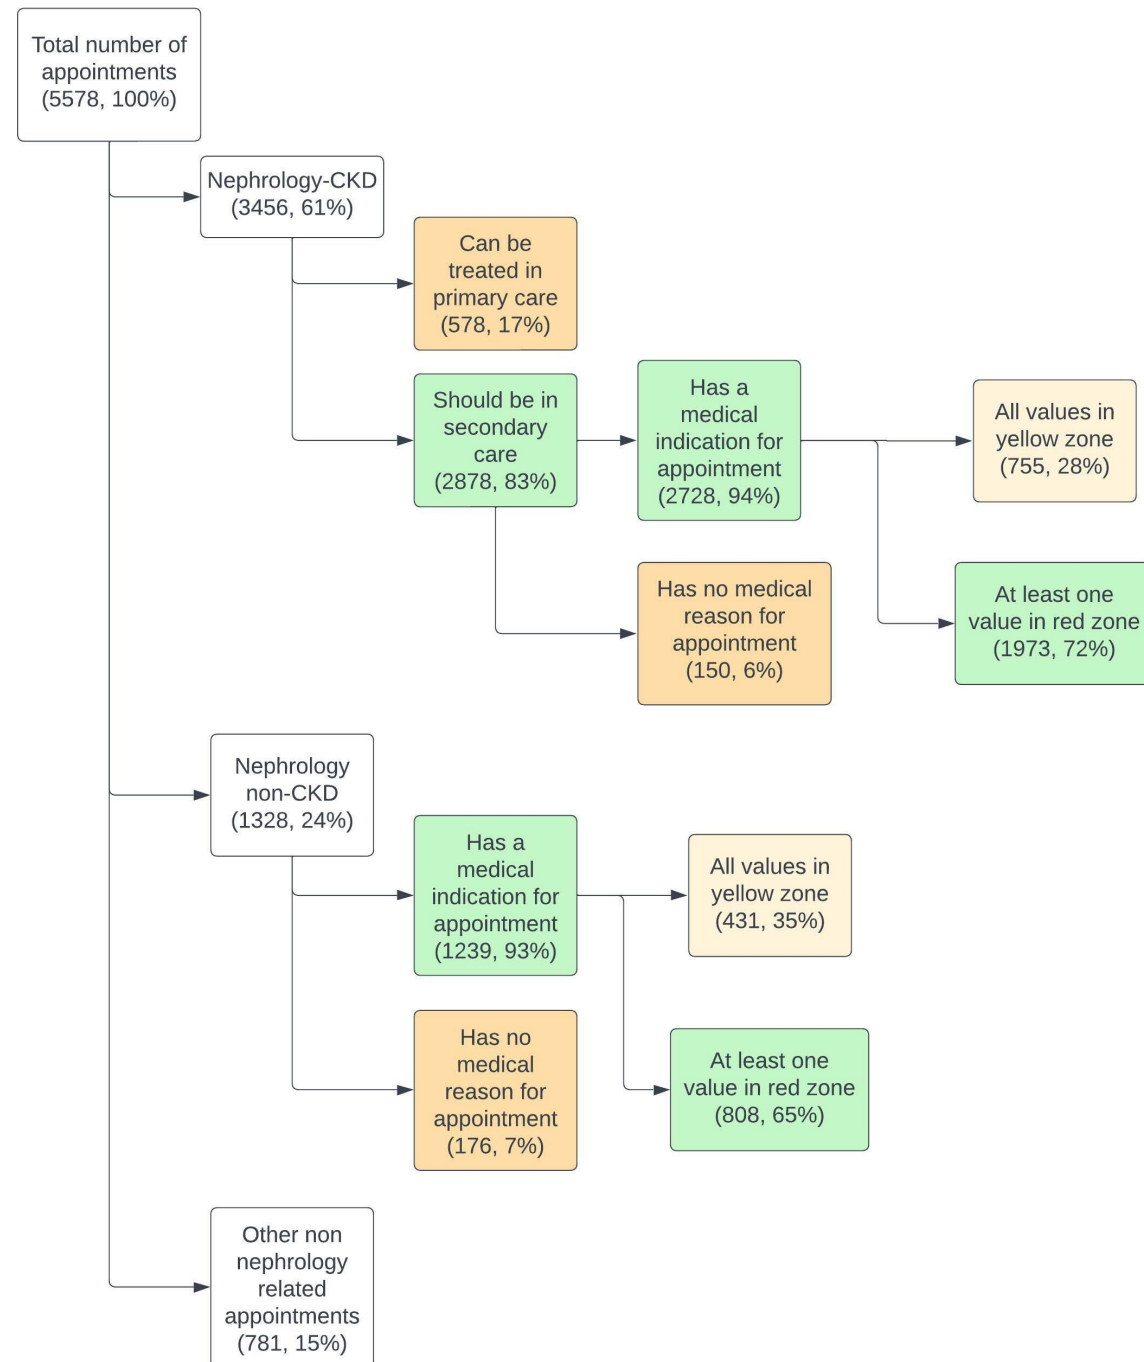 Total number of
appointments
(5578, 100%)
Nephrology-CKD
(3456, 61%)
Can be
treated in
primary care
(578, 17%)
Should be in
secondary
care
(2878, 83%)
Has a
medical
indication for
appointment
(2728, 94%)
All values in
yellow zone
(755, 28%)
At least one
value in red zone
(1973, 72%)
Has no medical
reason for
appointment
(150, 6%)
Nephrology
non-CKD
(1328, 24%)
Has a
medical
indication for
appointment
(1239, 93%)
All values in
yellow zone
(431, 35%)
At least one
value in red zone
(808, 65%)
Has no
medical
reason for
appointment
(176, 7%)
Other non
nephrology
related
appointments
(781, 15%)